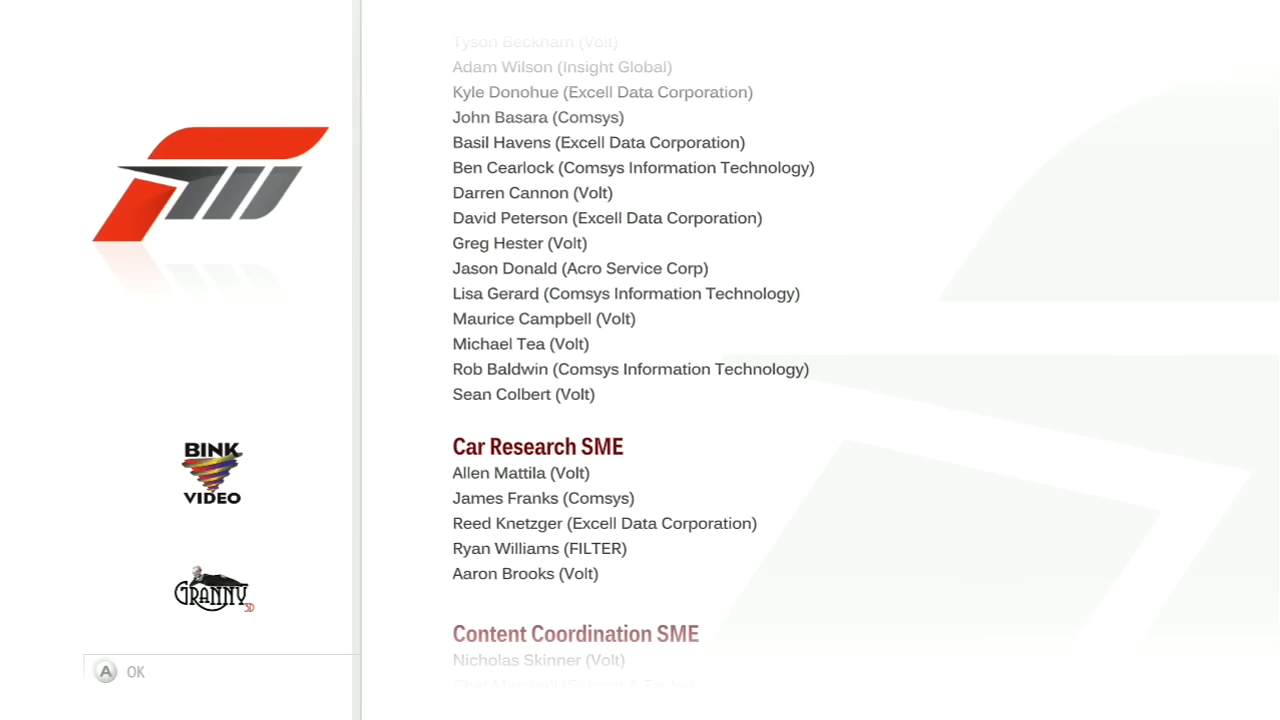 Tyson Beckham (Volt)
Adam Wilson (Insight Global)
Kyle Donohue (Excell Data Corporation)
John Basara (Comsys)
Basil Havens (Excell Data Corporation)
Ben Cearlock (Comsys Information Technology)
Darren Cannon (Volt)
David Peterson (Excell Data Corporation)
Greg Hester (Volt)
Jason Donald (Acro Service Corp)
Lisa Gerard (Comsys Information Technology)
Maurice Campbell (Volt)
Michael Tea (Volt)
Rob Baldwin (Comsys Information Technology)
Sean Colbert (Volt)
Car Research SME
Allen Mattila (Volt)
James Franks (Comsys)
Reed Knetzger (Excell Data Corporation)
Ryan Williams (FILTER)
Aaron Brooks (Volt)
Content Coordination SME
Nicholas Skinner (Volt)
BINK
VIDEO
GRANNY 3D
A OK